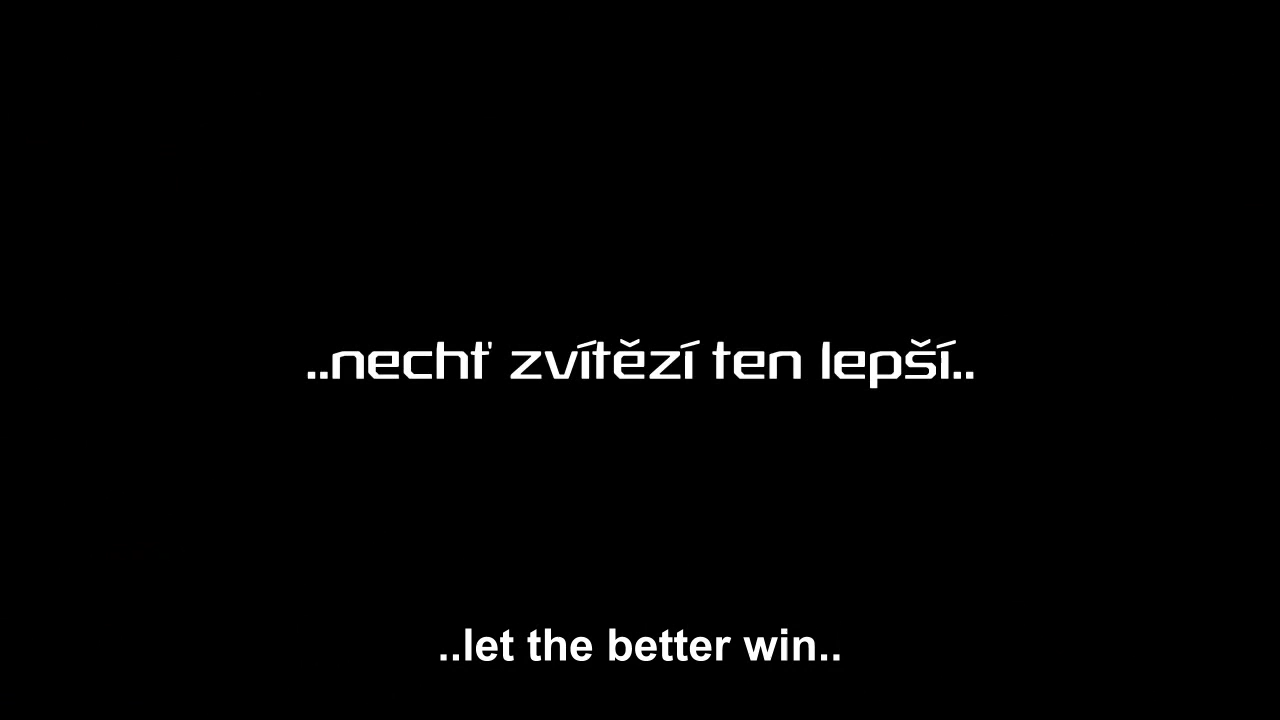 ..nechť zvítězí ten lepší..
..let the better win..